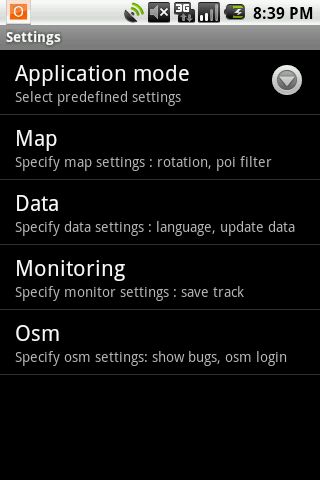 O
3G
8:39 PM
Settings
Application mode
Select predefined settings
Map
Specify map settings : rotation, poi filter
Data
Specify data settings : language, update data
Monitoring
Specify monitor settings : save track
Osm
Specify osm settings: show bugs, osm login